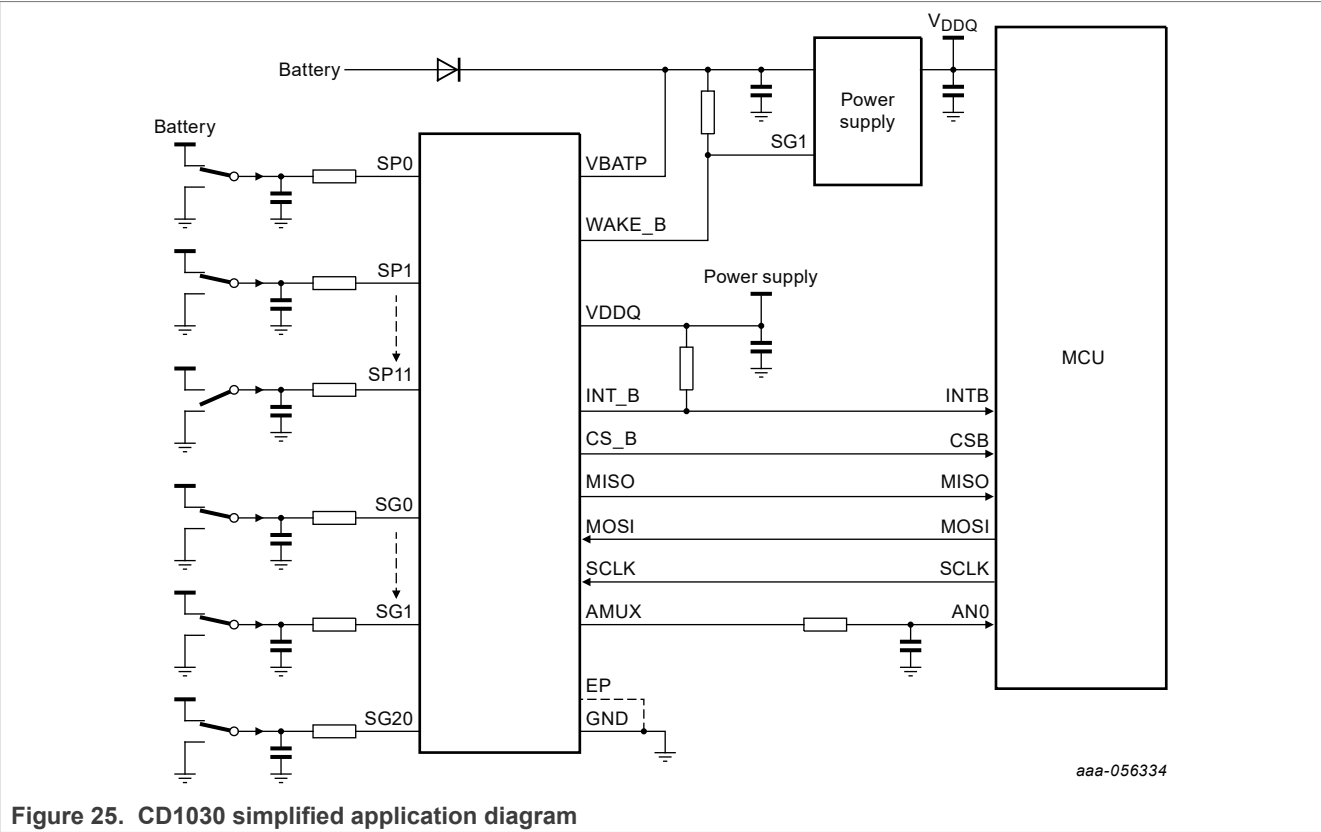 VDDQ
Battery
Power
supply
SG1
Battery
SP0
VBATP
WAKE_B
SP1
Power supply
VDDQ
MCU
SP11
INT_B
INTB
CS_B
CSB
MISO
MISO
SG0
MOSI
MOSI
SCLK
SCLK
SG1
AMUX
AN0
EP
SG20
GND
aaa-056334
Figure 25. CD1030 simplified application diagram